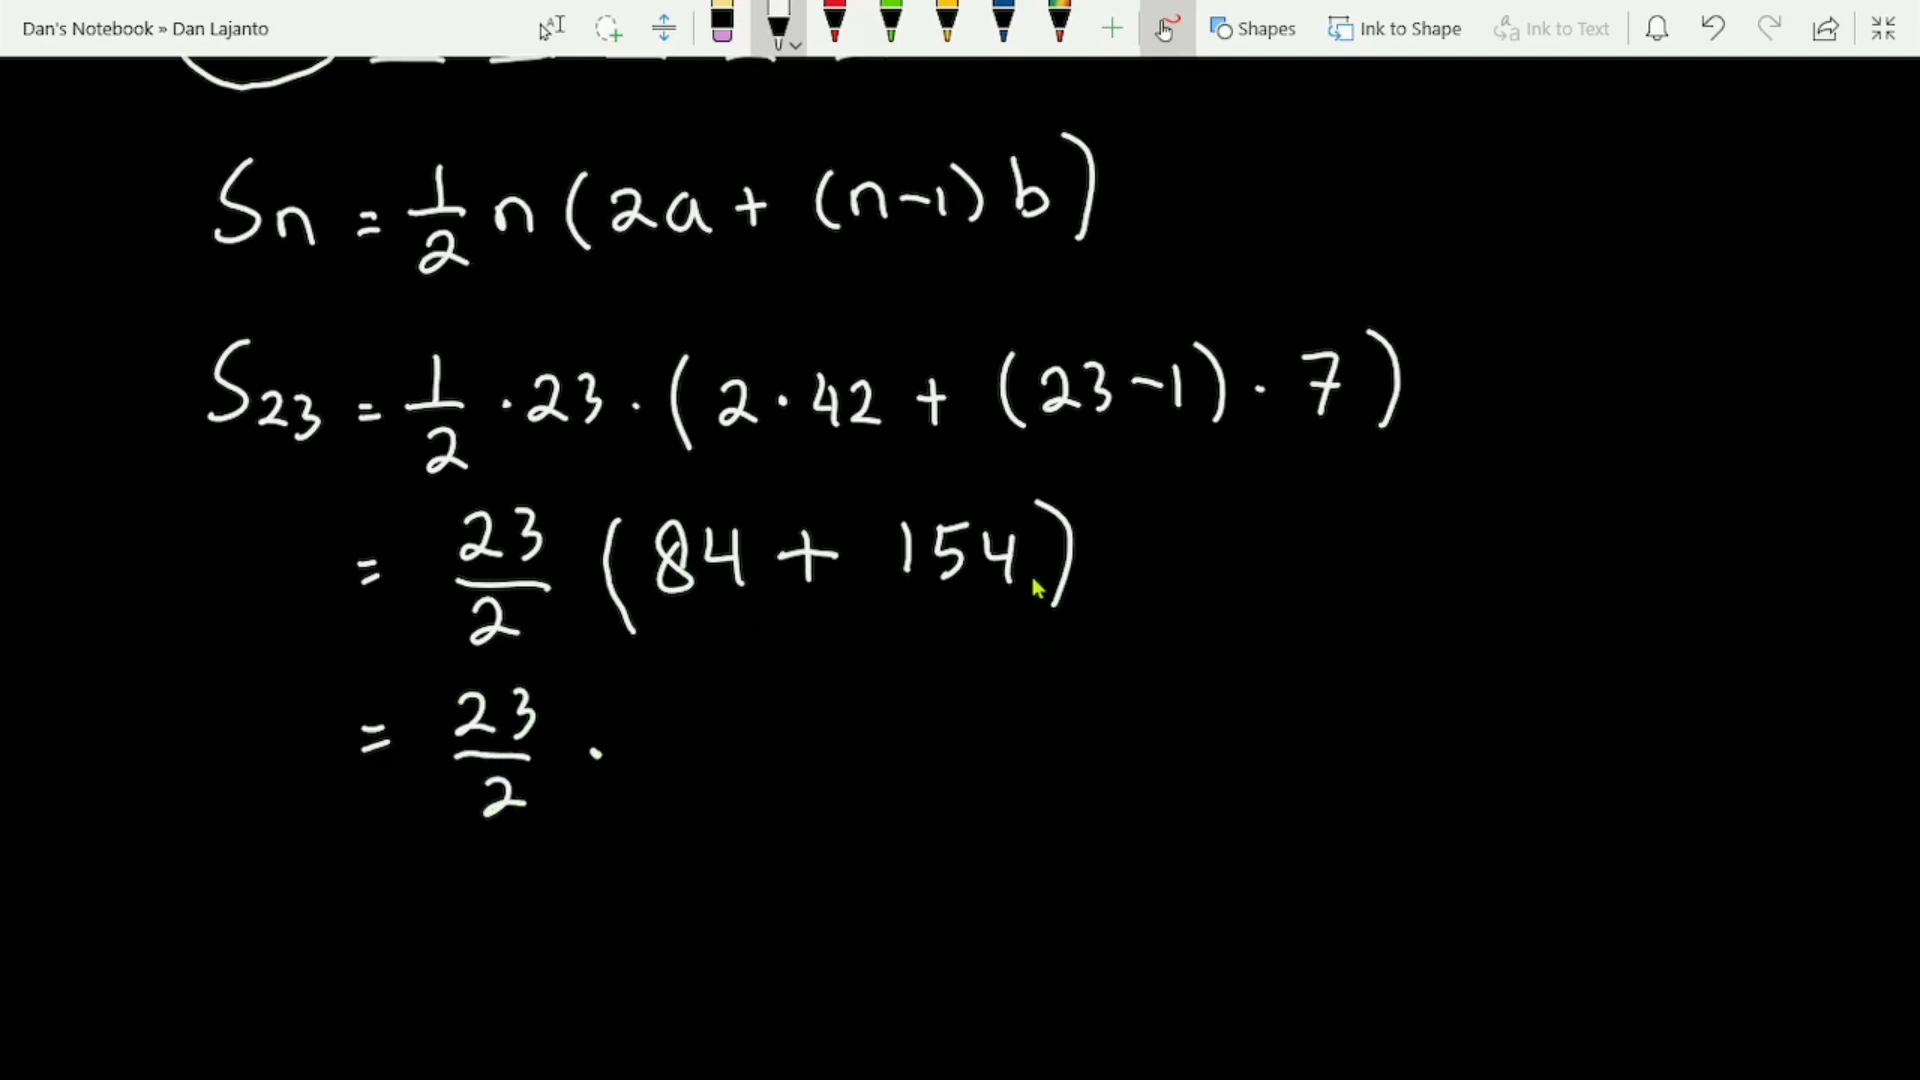 Dan's Notebook » Dan Lajanto
Shapes
Ink to Shape
Ink to Text
Sn = 1/2 n (2a + (n-1) b)
S23 = 1/2 · 23 · (2 · 42 + (23 - 1) · 7)
= 23/2 (84 + 154)
= 23/2 ·